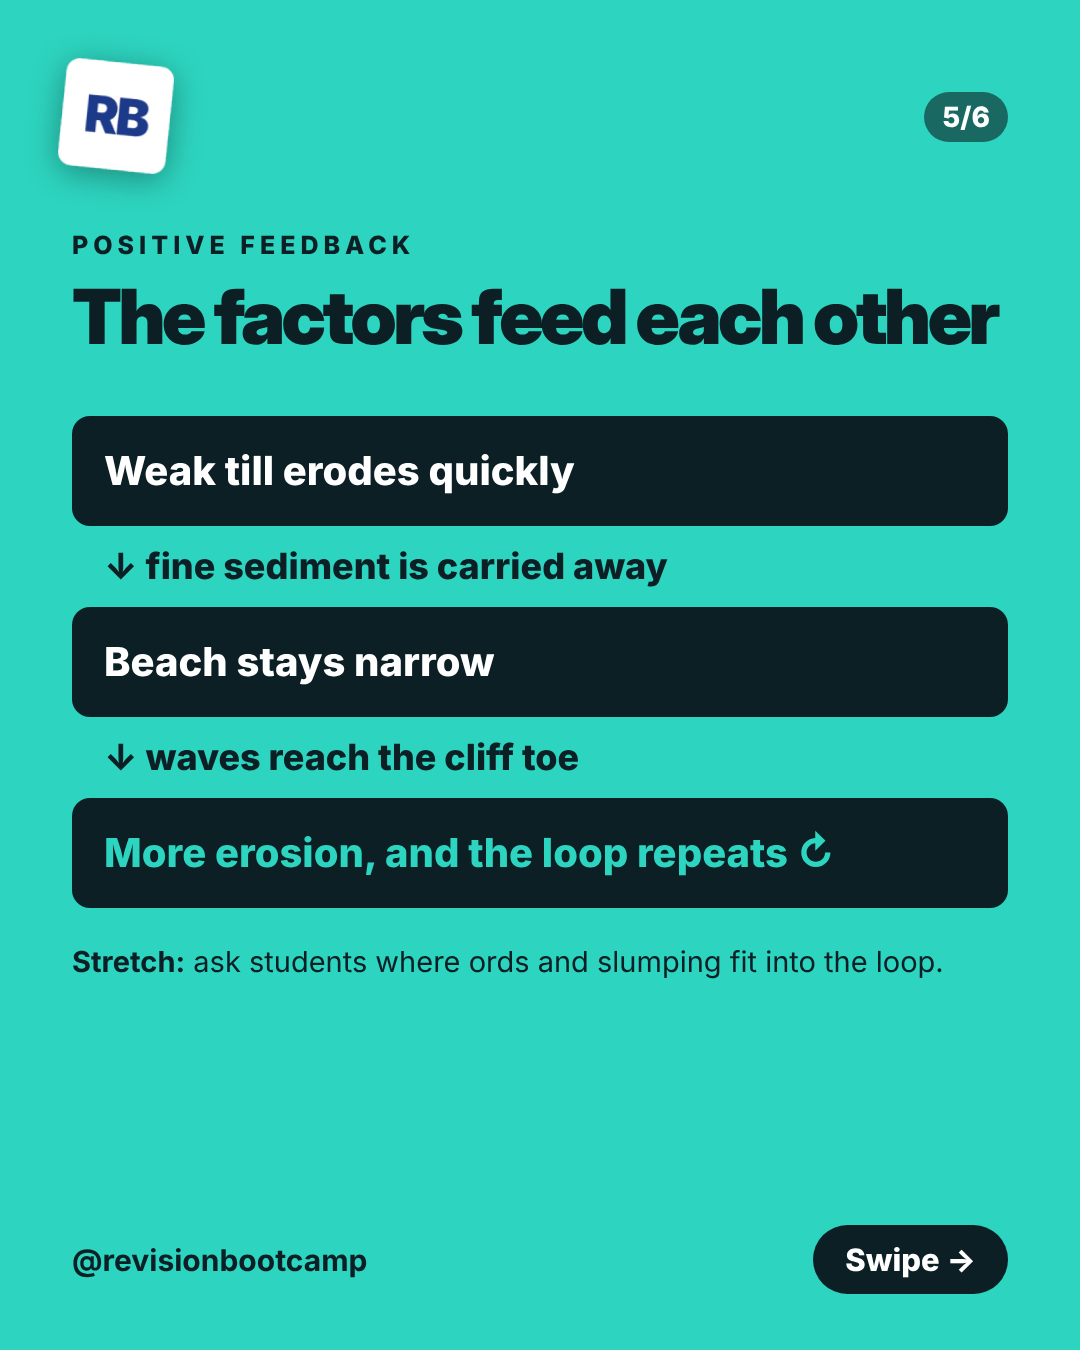 RB
5/6
POSITIVE FEEDBACK
The factors feed each other
Weak till erodes quickly
↓ fine sediment is carried away
Beach stays narrow
↓ waves reach the cliff toe
More erosion, and the loop repeats ↻
Stretch: ask students where ords and slumping fit into the loop.
@revisionbootcamp
Swipe →